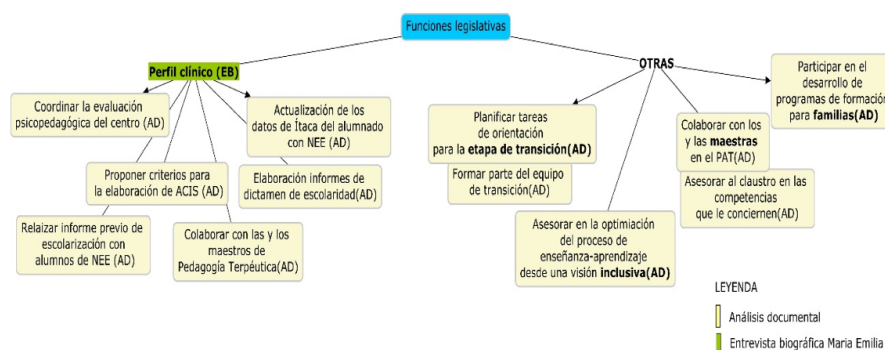 Funciones legislativas
Perfil clínico (EB)
Coordinar la evaluación
psicopedagógica del centro (AD)
Actualización de los
datos de Ítaca del alumnado
con NEE (AD)
Proponer criterios para
la elaboración de ACIS (AD)
Elaboración informes de
dictamen de escolaridad(AD)
Relaizar informe previo de
escolarización con
alumnos de NEE (AD)
Colaborar con las y los
maestros de
Pedagogía Terpéutica(AD)
OTRAS
Planificar tareas
de orientación
para la etapa de transición(AD)
Formar parte del equipo
de transición(AD)
Asesorar en la optimiación
del proceso de
enseñanza-aprendizaje
desde una visión inclusiva(AD)
Colaborar con los
y las maestras
en el PAT(AD)
Asesorar al claustro en las
competencias
que le conciernen(AD)
Participar en el
desarrollo de
programas de formación
para familias(AD)
LEYENDA
Análisis documental
Entrevista biográfica Maria Emilia